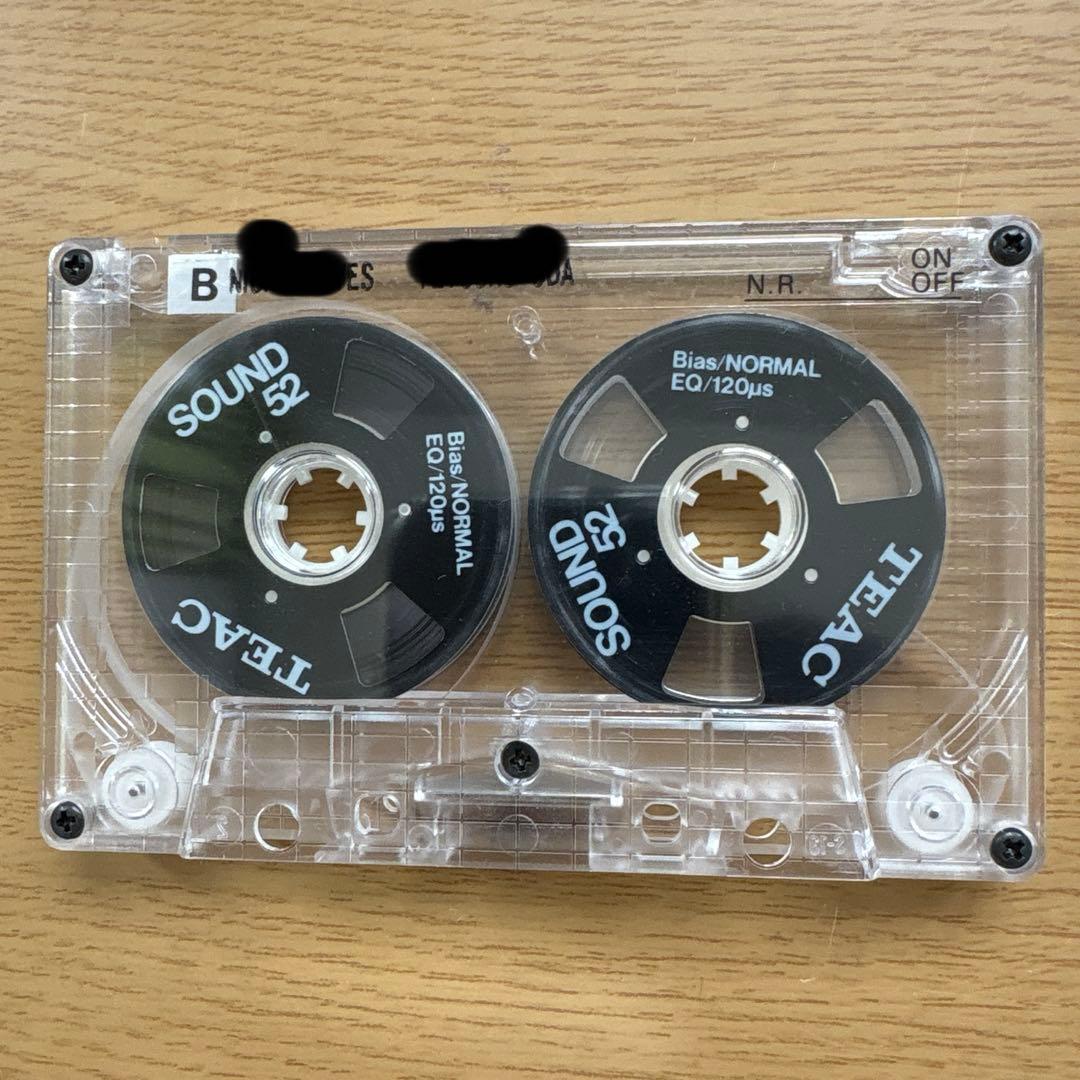 B
N.R.
ON
OFF
SOUND
52
Bias/NORMAL
EQ/120µs
TEAC
Bias/NORMAL
EQ/120µs
SOUND
52
TEAC